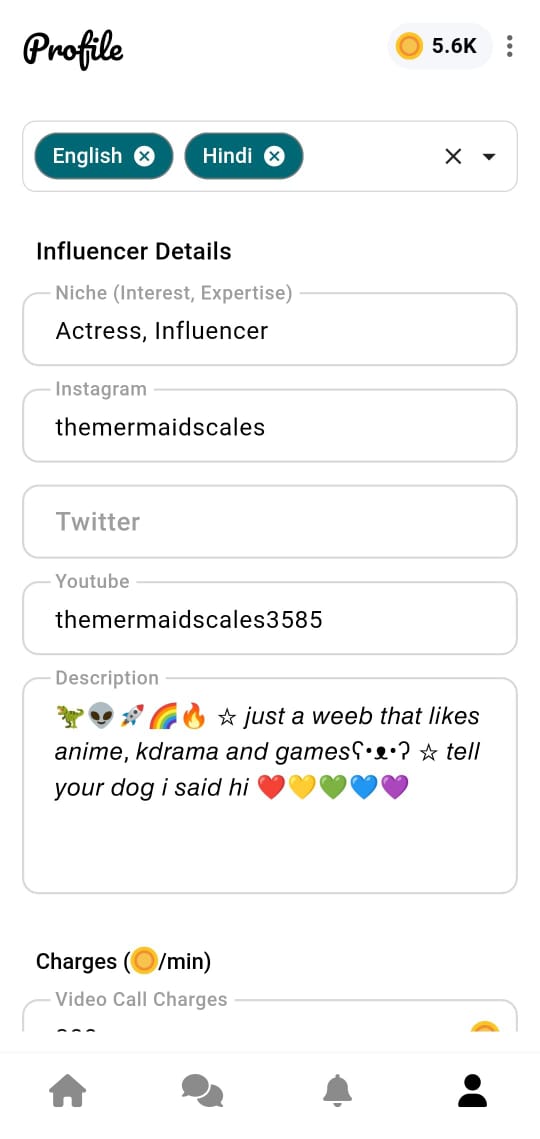 Profile
5.6K
English
Hindi
Influencer Details
Niche (Interest, Expertise)
Actress, Influencer
Instagram
themermaidscales
Twitter
Youtube
themermaidscales3585
Description
🦖👽🚀🌈🔥 ☆ just a weeb that likes
anime, kdrama and gamesʕ•ᴥ•ʔ ☆ tell
your dog i said hi ❤️💛💚💙💜
Charges (/min)
Video Call Charges